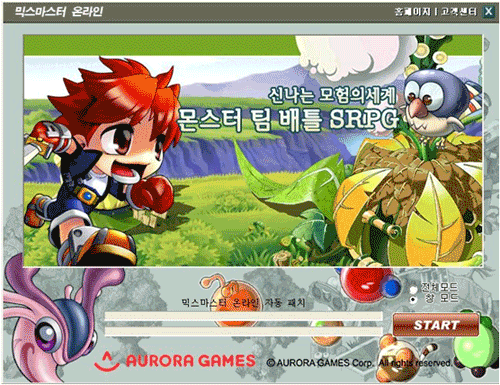 믹스마스터 온라인
홈페이지 | 고객센터 X
신나는 모험의세계
몬스터 팀 배틀 SRPG
전체모드
창 모드
믹스마스터 온라인 자동 패치
START
AURORA GAMES
© AURORA GAMES Corp. All rights reserved.